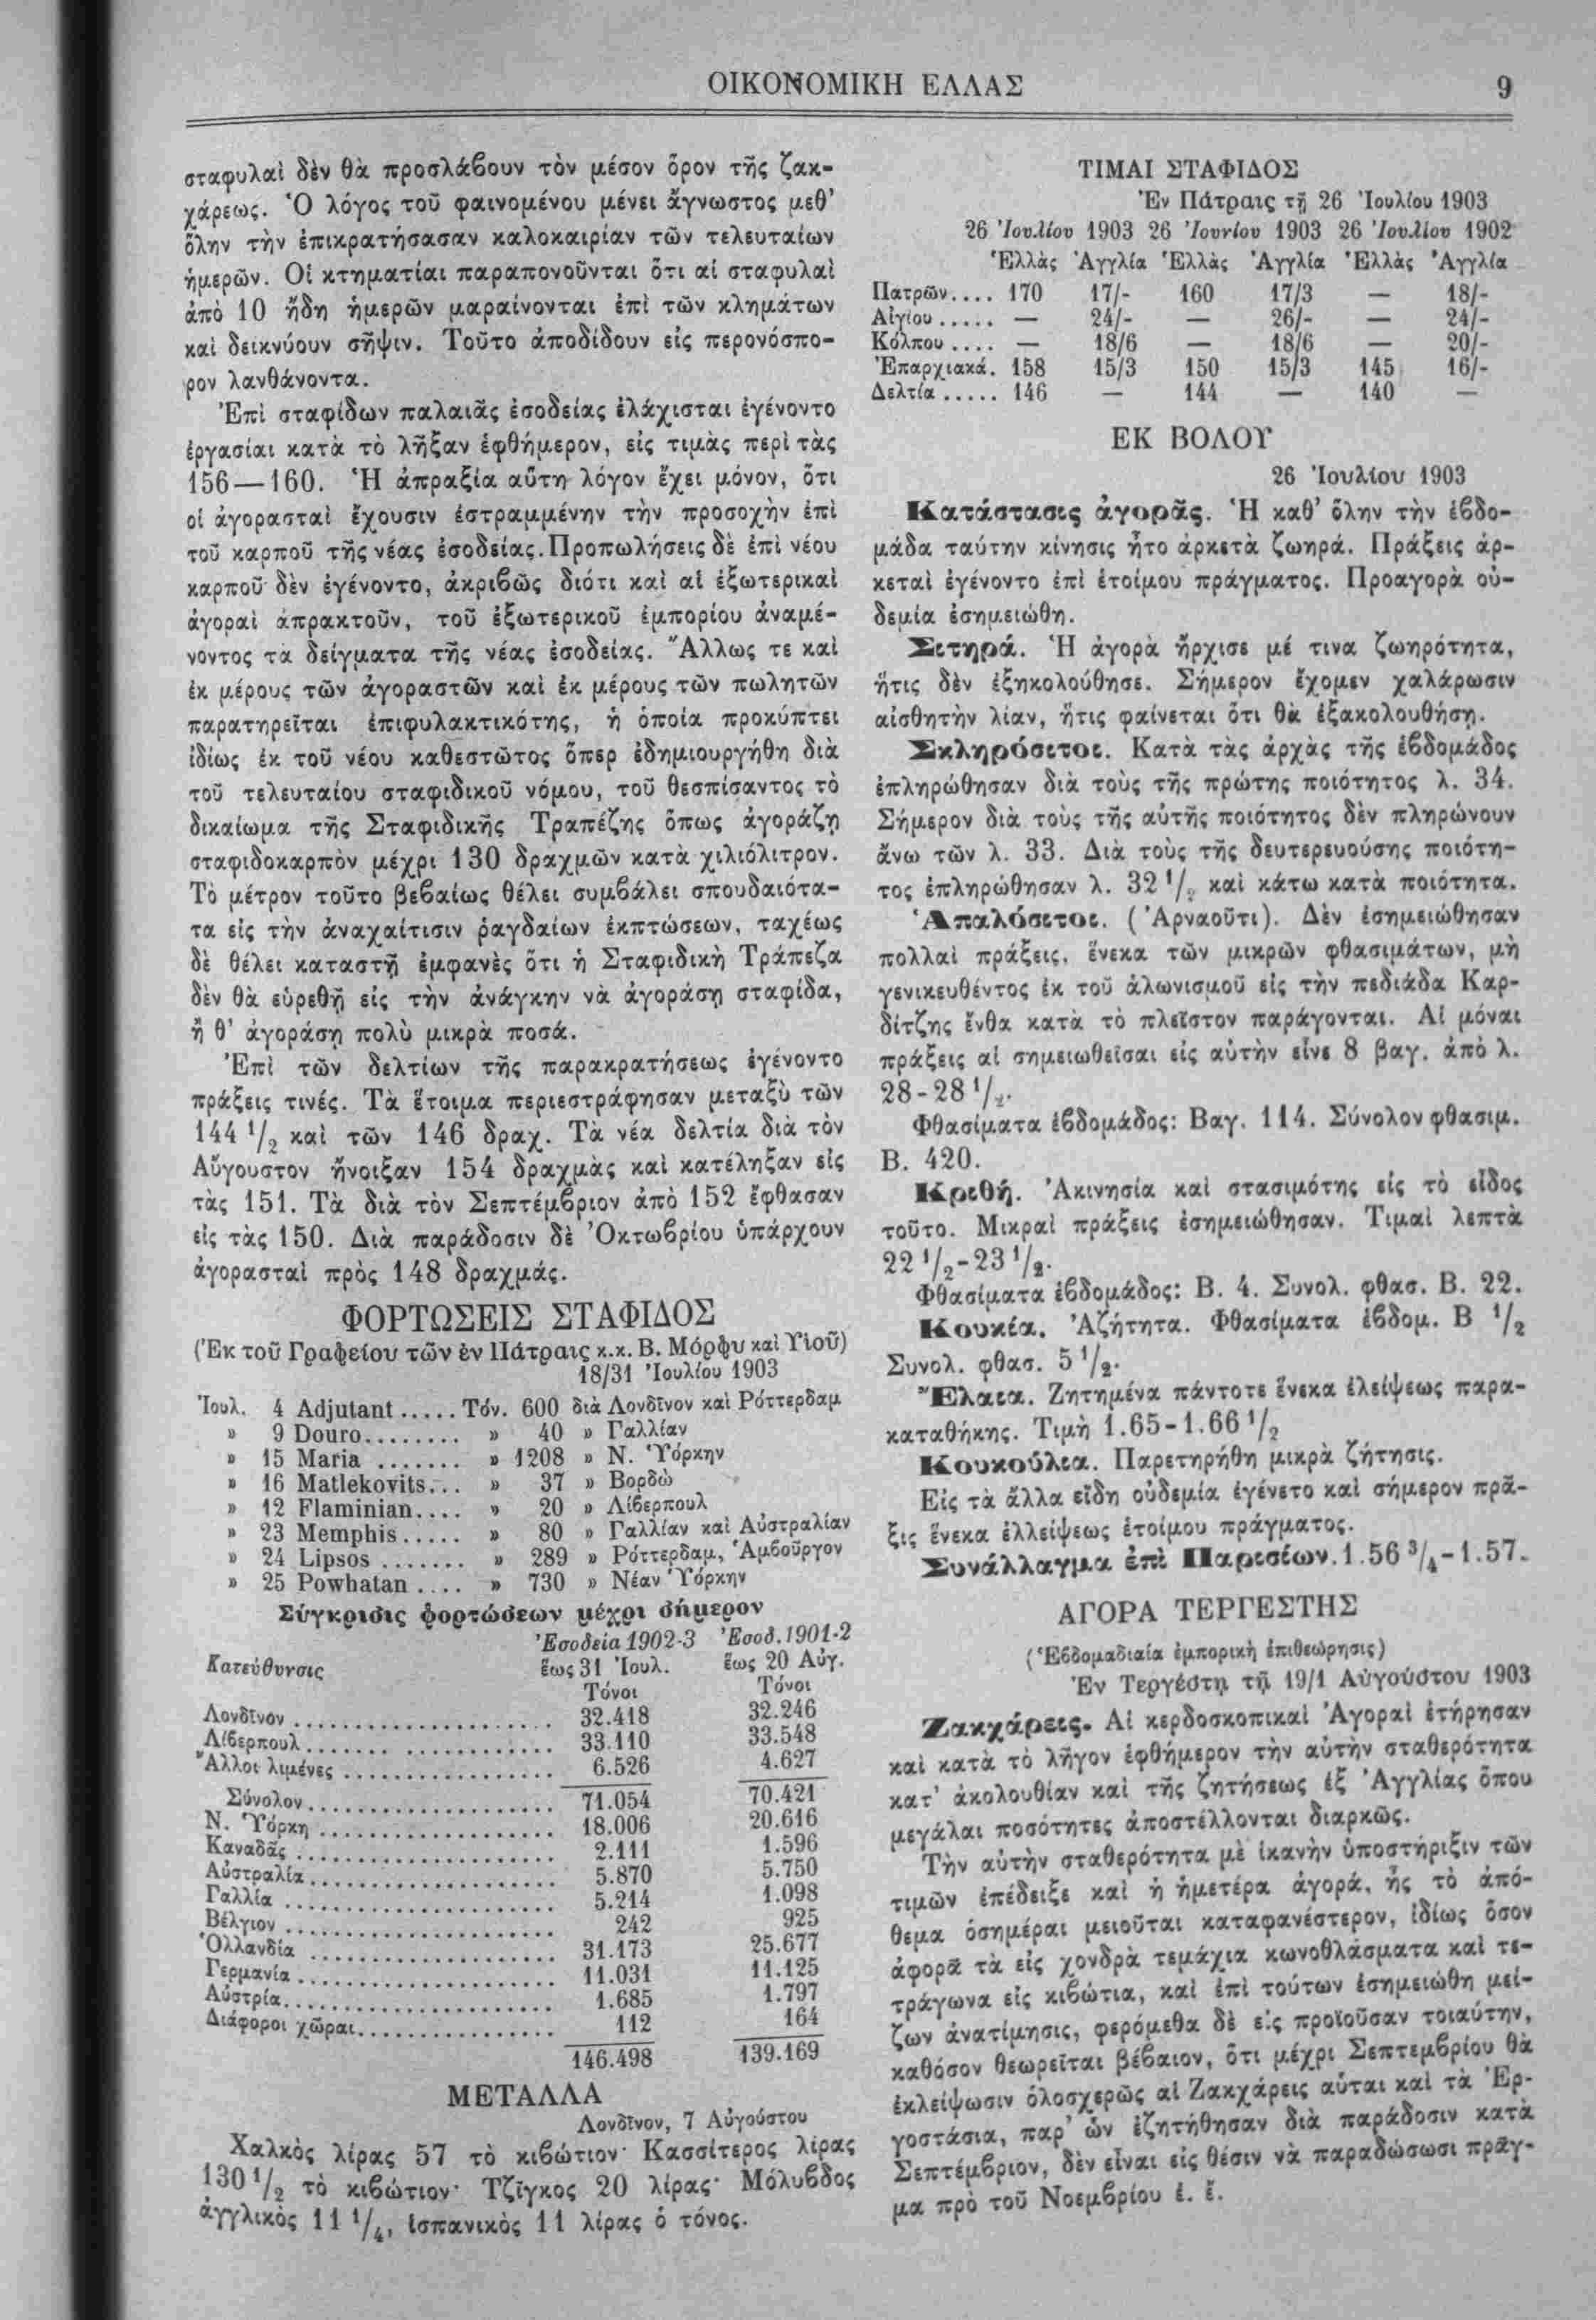 ΟΙΚΟΝΟΜΙΚΗ ΕΛΛΑΣ 9
σταφυλαὶ δὲν θὰ προσλάβουν τὸν μέσον ὅρον τῆς ζακ-
χάρεως. Ὁ λόγος τοῦ φαινομένου μένει ἄγνωστος μεθ'
ὅλην τὴν ἐπικρατήσασαν καλοκαιρίαν τῶν τελευταίων
ἡμερῶν. Οἱ κτηματίαι παραπονοῦνται ὅτι αἱ σταφυλαὶ
ἀπὸ 10 ἤδη ἡμερῶν μαραίνονται ἐπὶ τῶν κλημάτων
καὶ δεικνύουν σῆψιν. Τοῦτο ἀποδίδουν εἰς περονόσπο-
ρον λανθάνοντα.
Ἐπὶ σταφίδων παλαιᾶς ἐσοδείας ἐλάχισται ἐγένοντο
ἐργασίαι κατὰ τὸ λῆξαν ἑφθήμερον, εἰς τιμὰς περὶ τὰς
156—160. Ἡ ἀπραξία αὕτη λόγον ἔχει μόνον, ὅτι
οἱ ἀγορασταὶ ἔχουσιν ἐστραμμένην τὴν προσοχὴν ἐπὶ
τοῦ καρποῦ τῆς νέας ἐσοδείας. Προπωλήσεις δὲ ἐπὶ νέου
καρποῦ δὲν ἐγένοντο, ἀκριβῶς διότι καὶ αἱ ἐξωτερικαὶ
ἀγοραὶ ἀπρακτοῦν, τοῦ ἐξωτερικοῦ ἐμπορίου ἀναμέ-
νοντος τὰ δείγματα τῆς νέας ἐσοδείας. Ἄλλως τε καὶ
ἐκ μέρους τῶν ἀγοραστῶν καὶ ἐκ μέρους τῶν πωλητῶν
παρατηρεῖται ἐπιφυλακτικότης, ἡ ὁποία προκύπτει
ἰδίως ἐκ τοῦ νέου καθεστῶτος ὅπερ ἐδημιουργήθη διὰ
τοῦ τελευταίου σταφιδικοῦ νόμου, τοῦ θεσπίσαντος τὸ
δικαίωμα τῆς Σταφιδικῆς Τραπέζης ὅπως ἀγοράζῃ
σταφιδοκαρπὸν μέχρι 130 δραχμῶν κατὰ χιλιόλιτρον.
Τὸ μέτρον τοῦτο βεβαίως θέλει συμβάλει σπουδαιότα-
τα εἰς τὴν ἀναχαίτισιν ῥαγδαίων ἐκπτώσεων, ταχέως
δὲ θέλει καταστῇ ἐμφανὲς ὅτι ἡ Σταφιδικὴ Τράπεζα
δὲν θὰ εὑρεθῇ εἰς τὴν ἀνάγκην νὰ ἀγοράσῃ σταφίδα,
ἢ θ' ἀγοράσῃ πολὺ μικρὰ ποσά.
Ἐπὶ τῶν δελτίων τῆς παρακρατήσεως ἐγένοντο
πράξεις τινές. Τὰ ἕτοιμα περιεστράφησαν μεταξὺ τῶν
144 1/2 καὶ τῶν 146 δραχ. Τὰ νέα δελτία διὰ τὸν
Αὔγουστον ἤνοιξαν 154 δραχμὰς καὶ κατέληξαν εἰς
τὰς 151. Τὰ διὰ τὸν Σεπτέμβριον ἀπὸ 152 ἔφθασαν
εἰς τὰς 150. Διὰ παράδοσιν δὲ Ὀκτωβρίου ὑπάρχουν
ἀγορασταὶ πρὸς 148 δραχμάς.
ΦΟΡΤΩΣΕΙΣ ΣΤΑΦΙΔΟΣ
(Ἐκ τοῦ Γραφείου τῶν ἐν Πάτραις κ.κ. Β. Μόρφυ καὶ Υἱοῦ)
18/31 Ἰουλίου 1903
Ἰουλ. 4 Adjutant ..... Τόν. 600 διὰ Λονδῖνον καὶ Ρόττερδαμ
» 9 Douro........ » 40 » Γαλλίαν
» 15 Maria ....... » 1208 » Ν. Ὑόρκην
» 16 Matlekovits... » 37 » Βορδὼ
» 12 Flaminian.... » 20 » Λίβερπουλ
» 23 Memphis ..... » 80 » Γαλλίαν καὶ Αὐστραλίαν
» 24 Lipsos ....... » 289 » Ρόττερδαμ, Ἁμβοῦργον
» 25 Powhatan .... » 730 » Νέαν Ὑόρκην
Σύγκρισις φορτώσεων μέχρι σήμερον
Ἐσοδεία 1902-3 Ἐσοδ. 1901-2
Κατεύθυνσις ἕως 31 Ἰουλ. ἕως 20 Αὐγ.
Τόνοι Τόνοι
Λονδῖνον ........ 32.418 32.246
Λίβερπουλ ........ 33.110 33.548
Ἄλλοι λιμένες ........ 6.526 4.627
Σύνολον ........ 71.054 70.421
Ν. Ὑόρκη ........ 18.006 20.616
Καναδᾶς ........ 2.111 1.596
Αὐστραλία ........ 5.870 5.750
Γαλλία ........ 5.214 1.098
Βέλγιον ........ 242 925
Ὁλλανδία ........ 31.173 25.677
Γερμανία ........ 11.031 11.125
Αὐστρία ........ 1.685 1.797
Διάφοροι χῶραι ........ 112 164
146.498 139.169
ΜΕΤΑΛΛΑ
Λονδῖνον, 7 Αὐγούστου
Χαλκὸς λίρας 57 τὸ κιβώτιον· Κασσίτερος λίρας
130 1/2 τὸ κιβώτιον· Τζῖγκος 20 λίρας· Μόλυβδος
ἀγγλικὸς 11 1/4, ἱσπανικὸς 11 λίρας ὁ τόνος.
ΤΙΜΑΙ ΣΤΑΦΙΔΟΣ
Ἐν Πάτραις τῇ 26 Ἰουλίου 1903
26 Ἰουλίου 1903 26 Ἰουνίου 1903 26 Ἰουλίου 1902
Ἑλλὰς Ἀγγλία Ἑλλὰς Ἀγγλία Ἑλλὰς Ἀγγλία
Πατρῶν.... 170 17/- 160 17/3 — 18/-
Αἰγίου ..... — 24/- — 26/- — 24/-
Κόλπου .... — 18/6 — 18/6 — 20/-
Ἐπαρχιακά. 158 15/3 150 15/3 145 16/-
Δελτία ..... 146 — 144 — 140 —
ΕΚ ΒΟΛΟΥ
26 Ἰουλίου 1903
Κατάστασις ἀγορᾶς. Ἡ καθ' ὅλην τὴν ἑβδο-
μάδα ταύτην κίνησις ἦτο ἀρκετὰ ζωηρά. Πράξεις ἀρ-
κεταὶ ἐγένοντο ἐπὶ ἑτοίμου πράγματος. Προαγορὰ οὐ-
δεμία ἐσημειώθη.
Σιτηρά. Ἡ ἀγορὰ ἤρχισε μέ τινα ζωηρότητα,
ἥτις δὲν ἐξηκολούθησε. Σήμερον ἔχομεν χαλάρωσιν
αἰσθητὴν λίαν, ἥτις φαίνεται ὅτι θὰ ἐξακολουθήσῃ.
Σκληρόσιτοι. Κατὰ τὰς ἀρχὰς τῆς ἑβδομάδος
ἐπληρώθησαν διὰ τοὺς τῆς πρώτης ποιότητος λ. 34.
Σήμερον διὰ τοὺς τῆς αὐτῆς ποιότητος δὲν πληρώνουν
ἄνω τῶν λ. 33. Διὰ τοὺς τῆς δευτερευούσης ποιότη-
τος ἐπληρώθησαν λ. 32 1/2 καὶ κάτω κατὰ ποιότητα.
Ἁπαλόσιτοι. (Ἀρναοῦτι). Δὲν ἐσημειώθησαν
πολλαὶ πράξεις, ἕνεκα τῶν μικρῶν φθασιμάτων, μὴ
γενικευθέντος ἐκ τοῦ ἁλωνισμοῦ εἰς τὴν πεδιάδα Καρ-
δίτζης ἔνθα κατὰ τὸ πλεῖστον παράγονται. Αἱ μόναι
πράξεις αἱ σημειωθεῖσαι εἰς αὐτὴν εἶνε 8 βαγ. ἀπὸ λ.
28-28 1/2.
Φθασίματα ἑβδομάδος: Βαγ. 114. Σύνολον φθασιμ.
Β. 420.
Κριθή. Ἀκινησία καὶ στασιμότης εἰς τὸ εἶδος
τοῦτο. Μικραὶ πράξεις ἐσημειώθησαν. Τιμαὶ λεπτὰ
22 1/2-23 1/2.
Φθασίματα ἑβδομάδος: Β. 4. Συνολ. φθασ. Β. 22.
Κουκία. Ἀζήτητα. Φθασίματα ἑβδομ. Β 1/2
Συνολ. φθασ. 5 1/2.
Ἔλαια. Ζητημένα πάντοτε ἕνεκα ἐλείψεως παρα-
καταθήκης. Τιμὴ 1.65-1.66 1/2
Κουκούλια. Παρετηρήθη μικρὰ ζήτησις.
Εἰς τὰ ἄλλα εἴδη οὐδεμία ἐγένετο καὶ σήμερον πρᾶ-
ξις ἕνεκα ἐλλείψεως ἑτοίμου πράγματος.
Συνάλλαγμα ἐπὶ Παρισίων. 1.56 3/4-1.57.
ΑΓΟΡΑ ΤΕΡΓΕΣΤΗΣ
(Ἑβδομαδιαία ἐμπορικὴ ἐπιθεώρησις)
Ἐν Τεργέστῃ τῇ 19/1 Αὐγούστου 1903
Ζακχάρεις. Αἱ κερδοσκοπικαὶ Ἀγοραὶ ἐτήρησαν
καὶ κατὰ τὸ λῆγον ἑφθήμερον τὴν αὐτὴν σταθερότητα
κατ' ἀκολουθίαν καὶ τῆς ζητήσεως ἐξ Ἀγγλίας ὅπου
μεγάλαι ποσότητες ἀποστέλλονται διαρκῶς.
Τὴν αὐτὴν σταθερότητα μὲ ἱκανὴν ὑποστήριξιν τῶν
τιμῶν ἐπέδειξε καὶ ἡ ἡμετέρα ἀγορά, ἧς τὸ ἀπό-
θεμα ὁσημέραι μειοῦται καταφανέστερον, ἰδίως ὅσον
ἀφορᾷ τὰ εἰς χονδρὰ τεμάχια κωνοθλάσματα καὶ τε-
τράγωνα εἰς κιβώτια, καὶ ἐπὶ τούτων ἐσημειώθη μεί-
ζων ἀνατίμησις, φερόμεθα δὲ εἰς προϊοῦσαν τοιαύτην,
καθόσον θεωρεῖται βέβαιον, ὅτι μέχρι Σεπτεμβρίου θὰ
ἐκλείψωσιν ὁλοσχερῶς αἱ Ζακχάρεις αὗται καὶ τὰ Ἐρ-
γοστάσια, παρ' ὧν ἐζητήθησαν διὰ παράδοσιν κατὰ
Σεπτέμβριον, δὲν εἶναι εἰς θέσιν νὰ παραδώσωσι πρᾶγ-
μα πρὸ τοῦ Νοεμβρίου ἐ. ἔ.